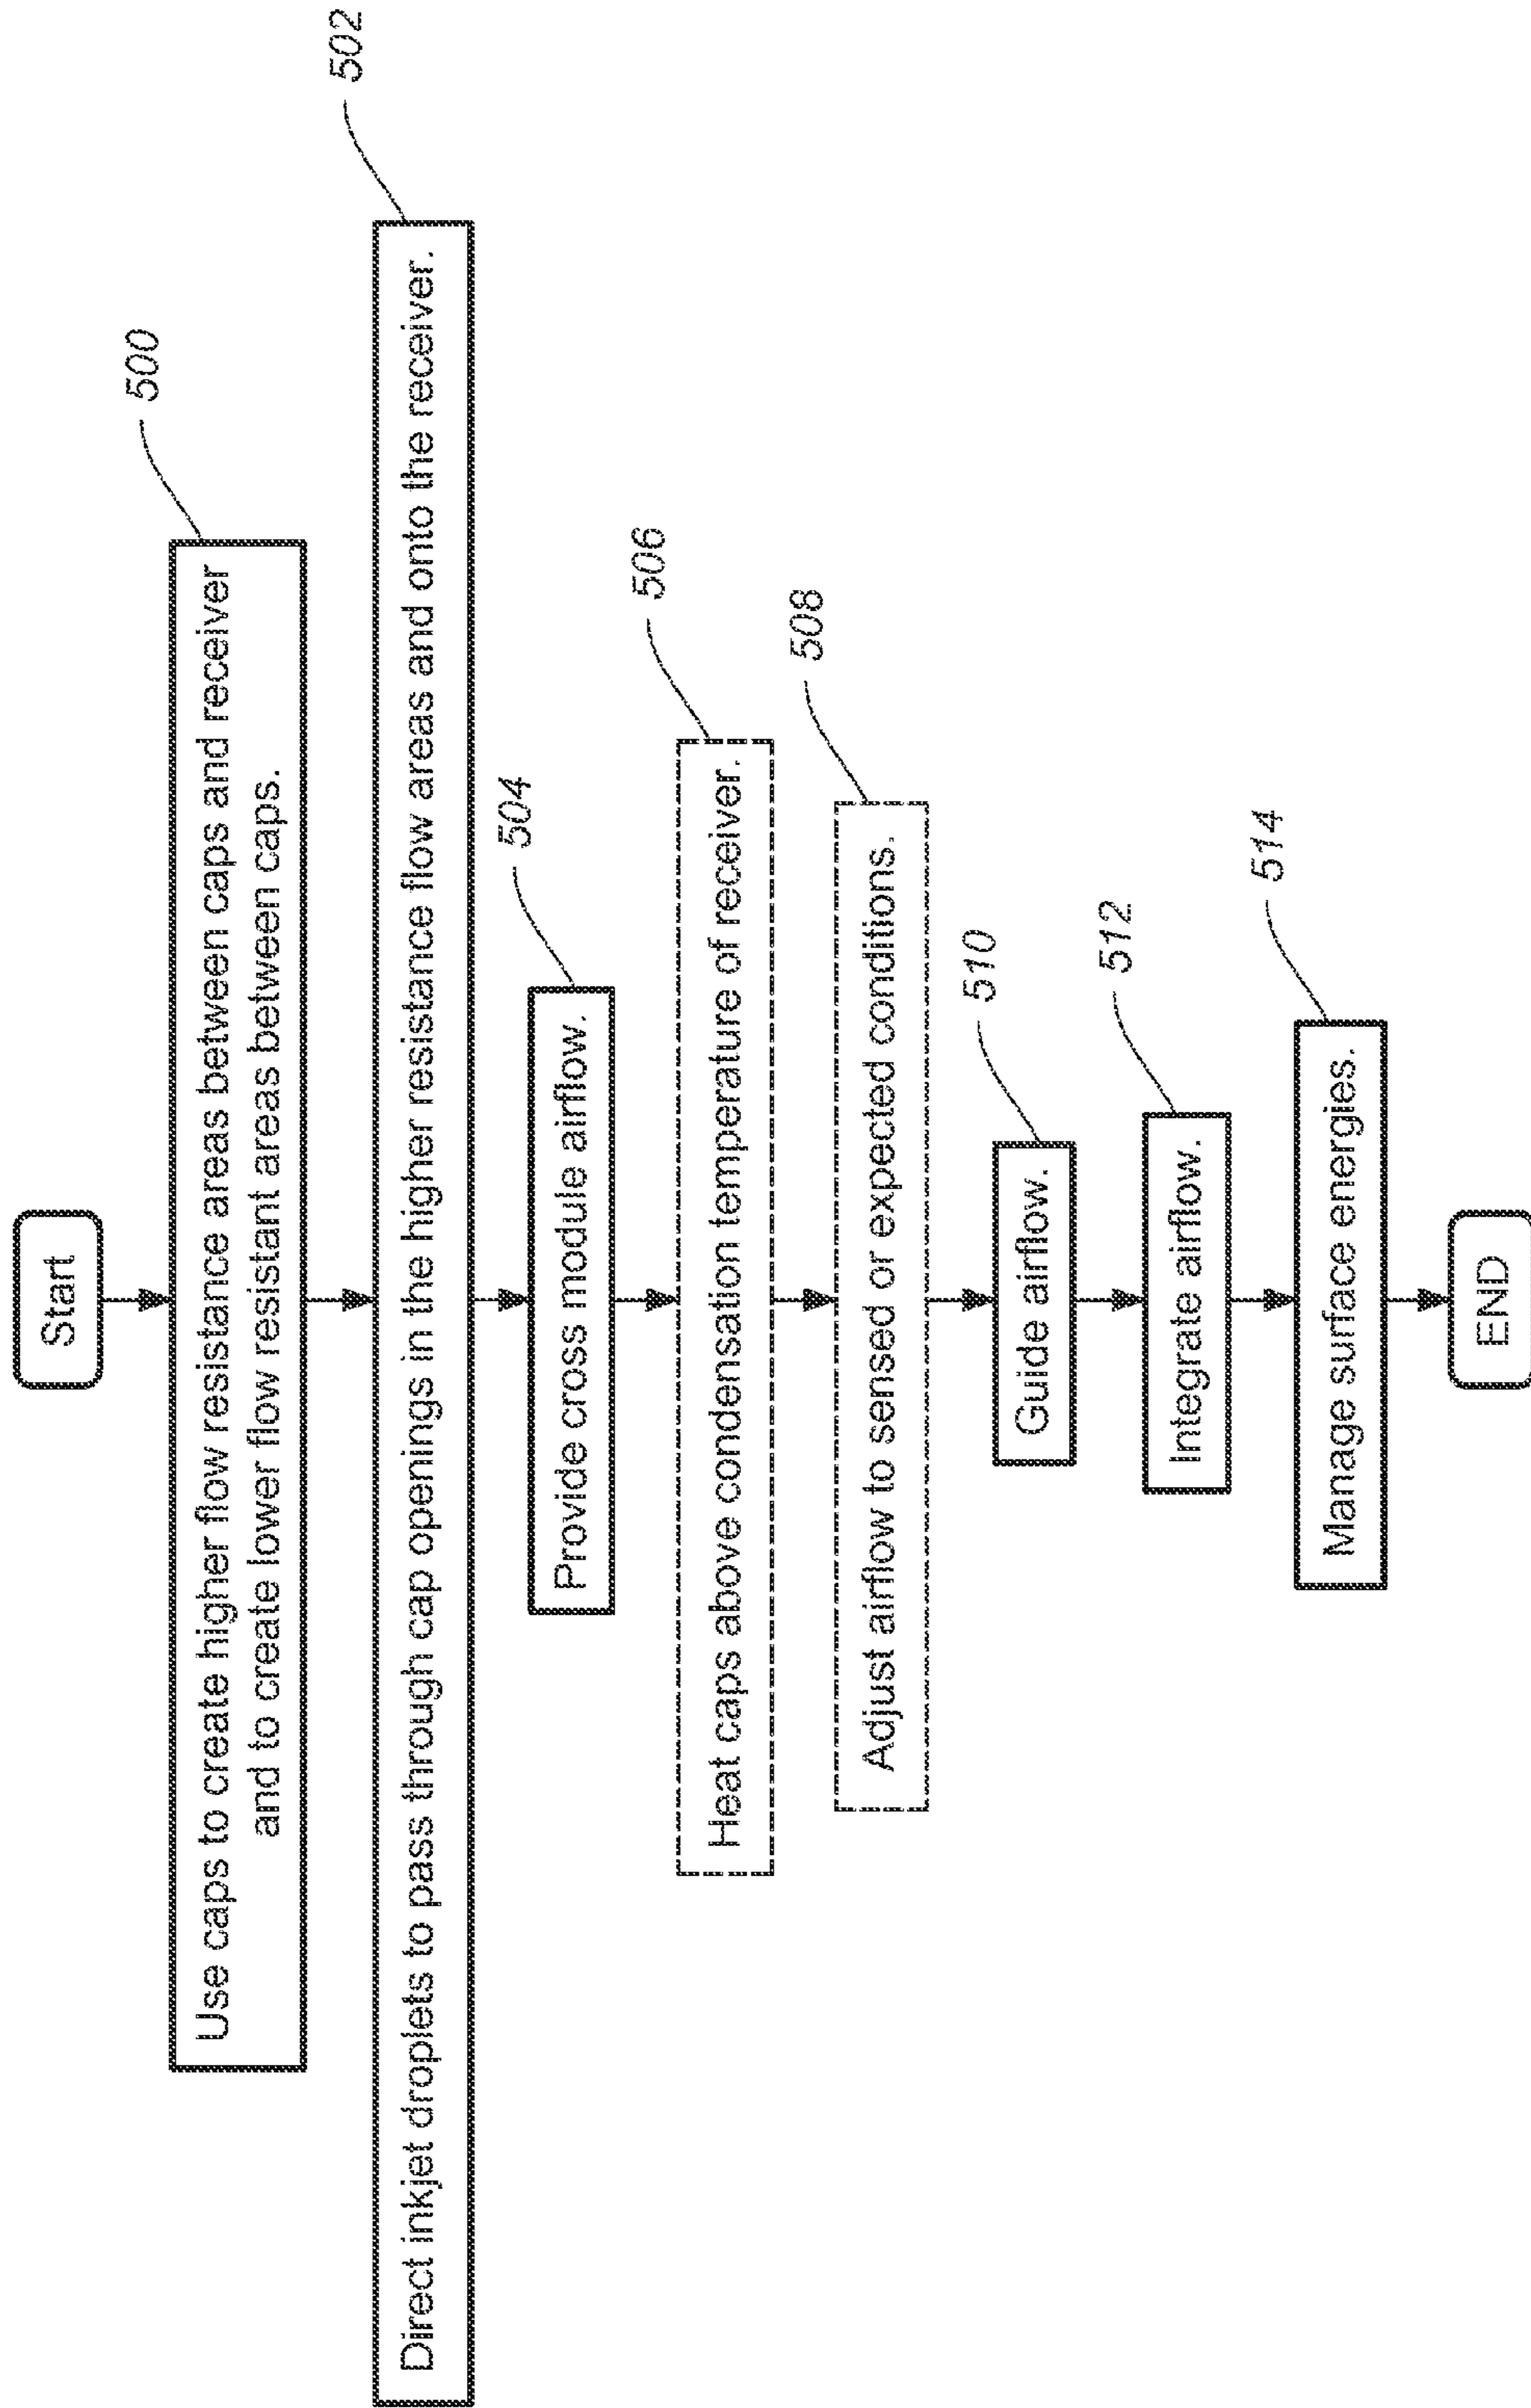 Start
500
Use caps to create higher flow resistance areas between caps and receiver
and to create lower flow resistant areas between caps.
502
Direct inkjet droplets to pass through cap openings in the higher resistance flow areas and onto the receiver.
504
Provide cross module airflow.
506
Heat caps above condensation temperature of receiver.
508
Adjust airflow to sensed or expected conditions.
510
Guide airflow.
512
Integrate airflow.
514
Manage surface energies.
END